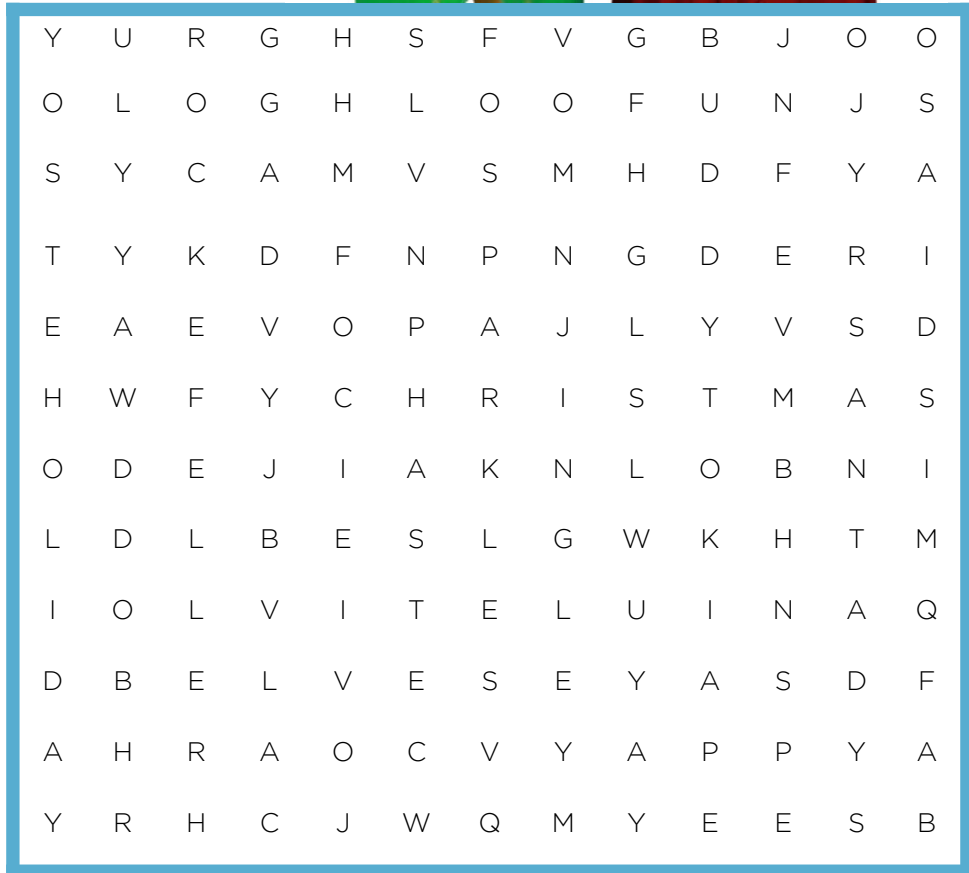 Y U R G H S F V G B J O O
O L O G H L O O F U N J S
S Y C A M V S M H D F Y A
T Y K D F N P N G D E R I
E A E V O P A J L Y V S D
H W F Y C H R I S T M A S
O D E J I A K N L O B N I
L D L B E S L G W K H T M
I O L V I T E L U I N A Q
D B E L V E S E Y A S D F
A H R A O C V Y A P P Y A
Y R H C J W Q M Y E E S B